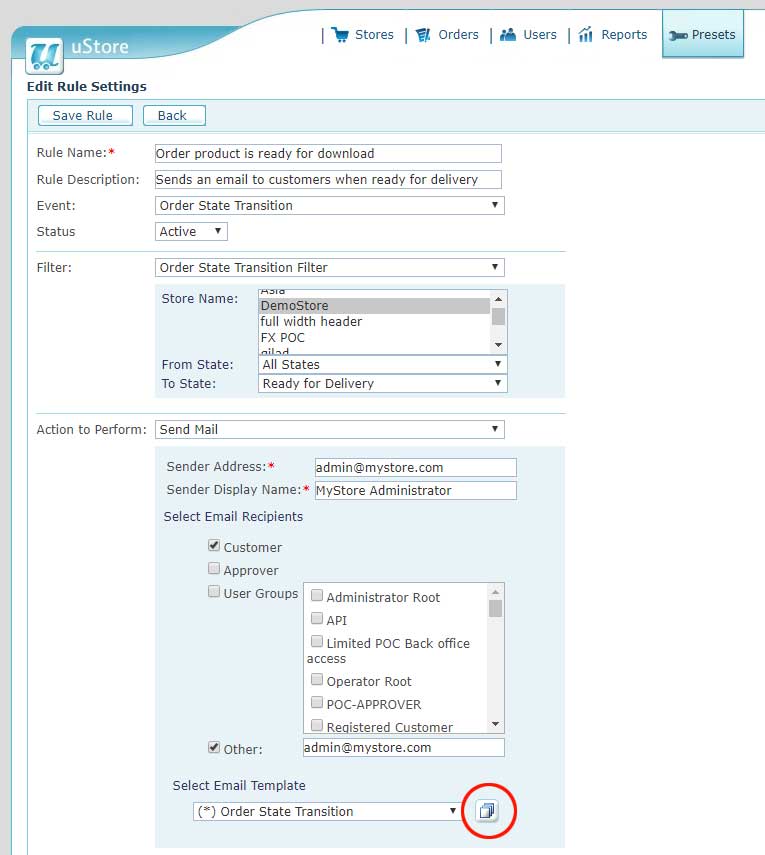 uStore
Stores
Orders
Users
Reports
Presets
Edit Rule Settings
Save Rule
Back
Rule Name:*
Order product is ready for download
Rule Description:
Sends an email to customers when ready for delivery
Event:
Order State Transition
Status
Active
Filter:
Order State Transition Filter
Store Name:
Asia
DemoStore
full width header
FX POC
gilad
From State:
All States
To State:
Ready for Delivery
Action to Perform:
Send Mail
Sender Address:*
admin@mystore.com
Sender Display Name:*
MyStore Administrator
Select Email Recipients
Customer
Approver
User Groups
Administrator Root
API
Limited POC Back office
access
Operator Root
POC-APPROVER
Registered Customer
Other:
admin@mystore.com
Select Email Template
(*) Order State Transition